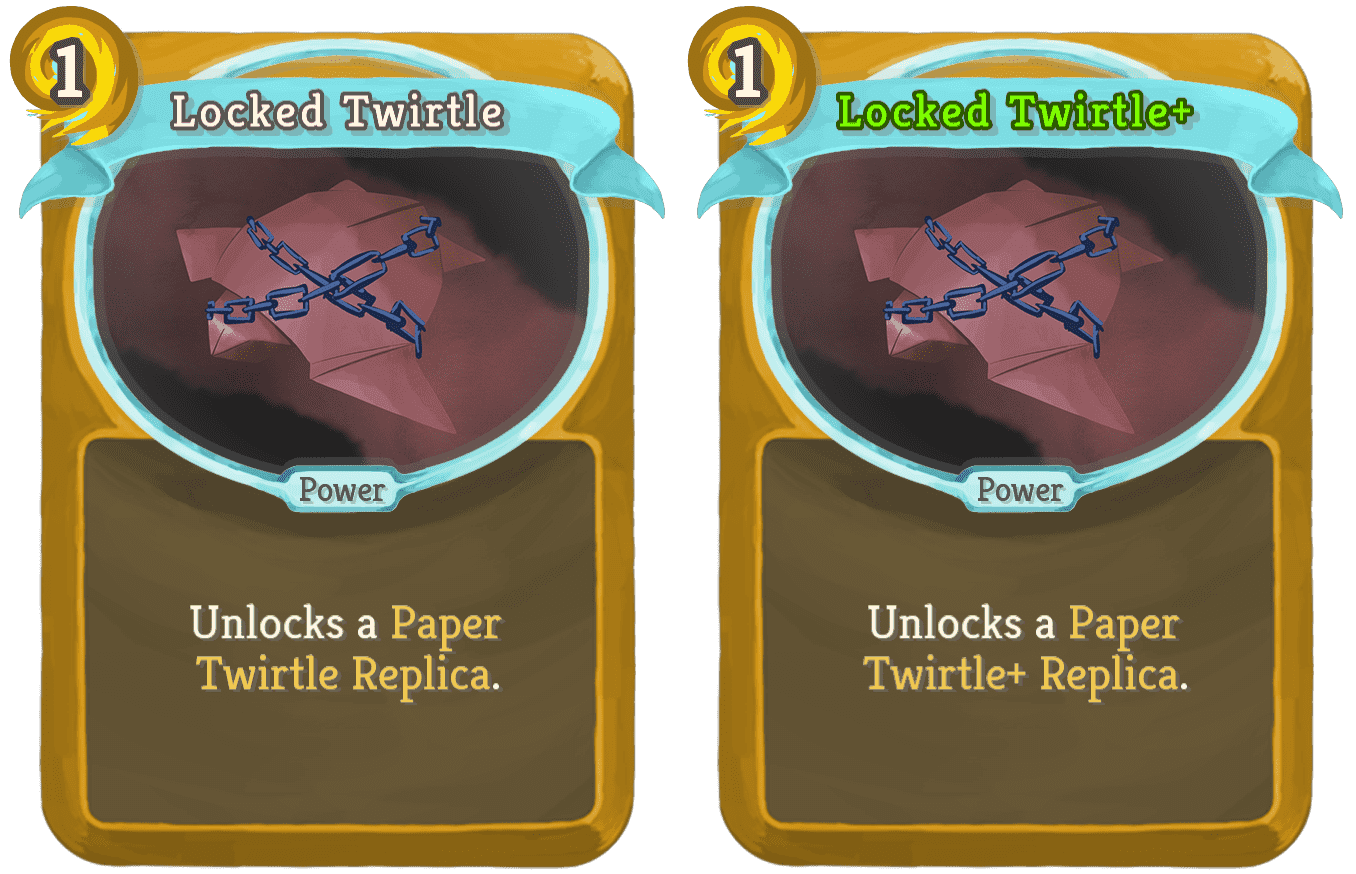 1
Locked Twirtle
Power
Unlocks a Paper
Twirtle Replica.
1
Locked Twirtle+
Power
Unlocks a Paper
Twirtle+ Replica.